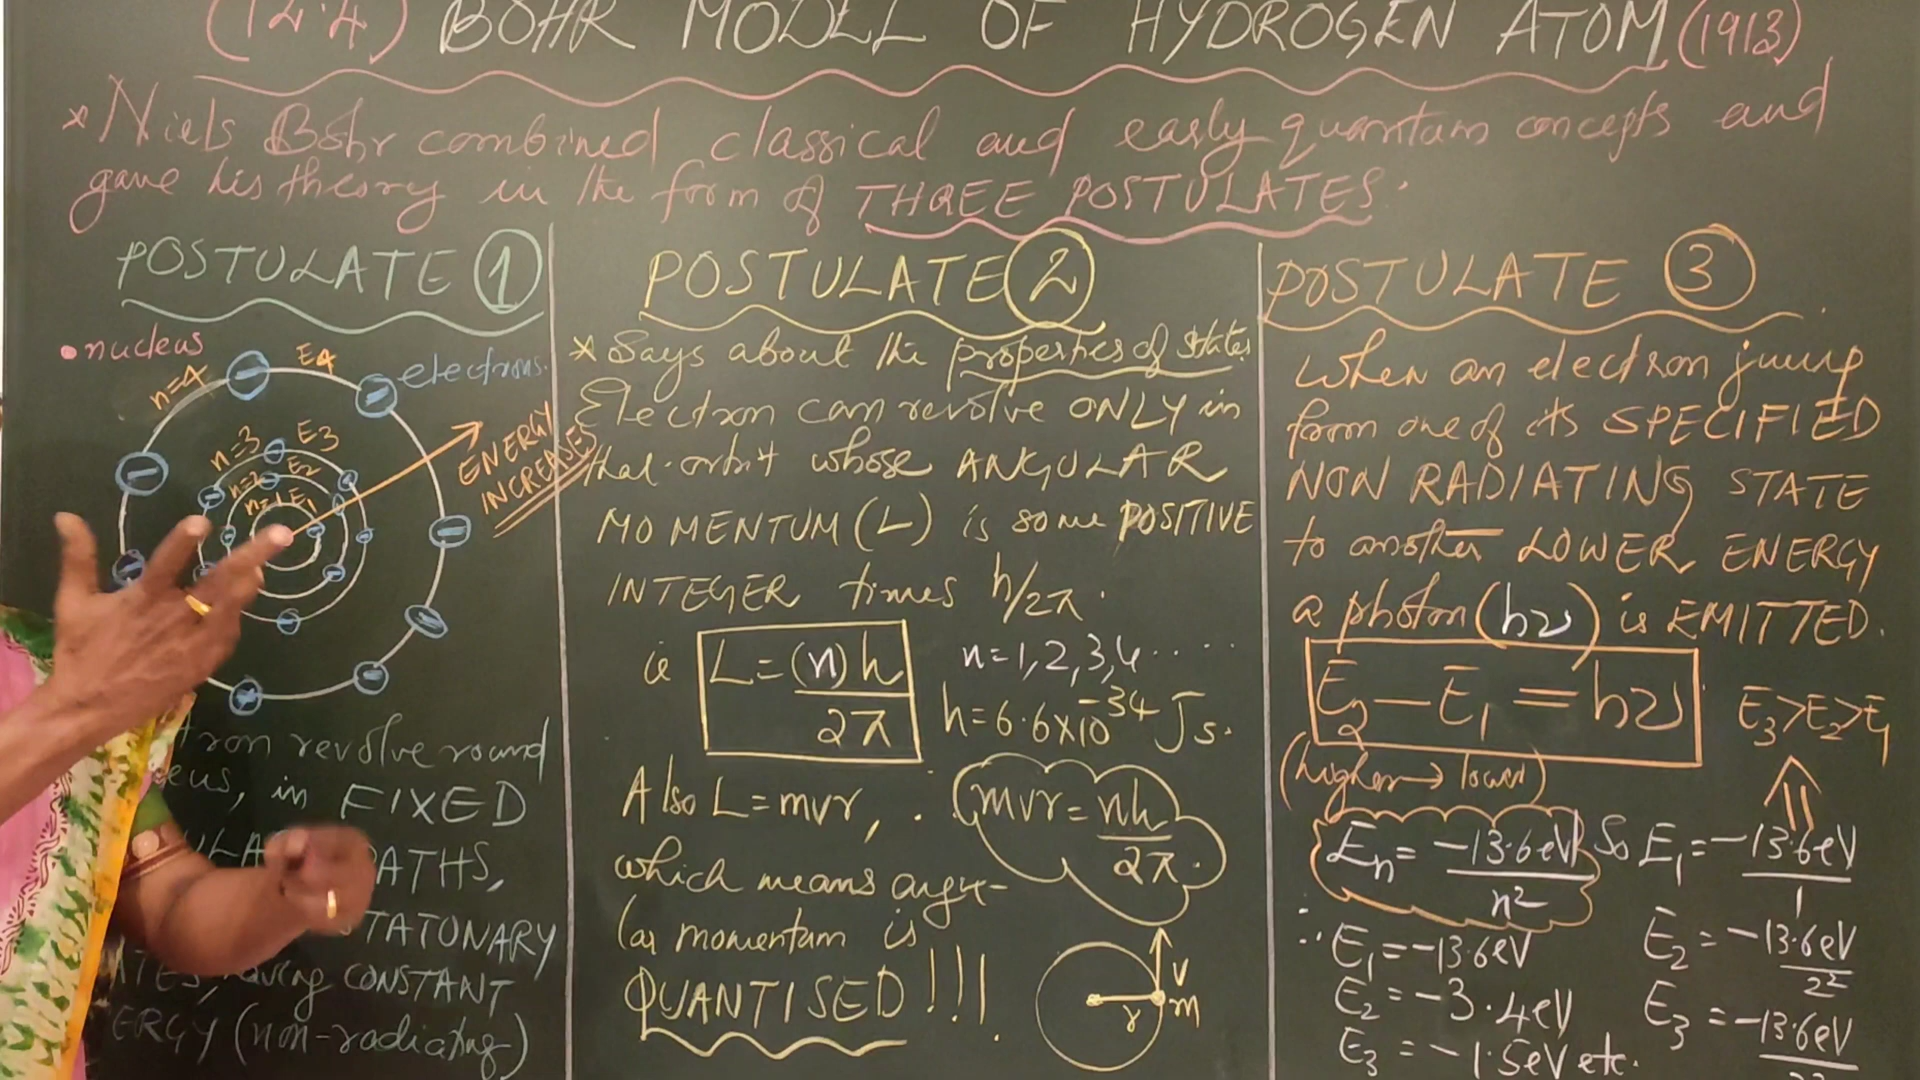 (12.4) BOHR MODEL OF HYDROGEN ATOM (1913)
* Niels Bohr combined classical and early quantum concepts and
gave his theory in the form of THREE POSTULATES.
POSTULATE 1
• nucleus
electrons.
n=4
E4
n=3
E3
n=2
E2
n=1
E1
ENERGY
INCREASES
revolve round
in FIXED
PATHS,
STATONARY
having CONSTANT
(non-radiating)
POSTULATE 2
* Says about the properties of states
Electron can revolve ONLY in
that orbit whose ANGULAR
MOMENTUM (L) is some POSITIVE
INTEGER times h/2π.
ie L = (n)h/2π n=1,2,3,4.....
h=6.6x10^-34 Js.
Also L=mvr, ∴ mvr = nh/2π.
which means angu-
lar momentum is
QUANTISED!!!
v
r m
POSTULATE 3
When an electron jump
from one of its SPECIFIED
NON RADIATING STATE
to another LOWER ENERGY
a photon (hν) is EMITTED.
E2 – E1 = hν
E3>E2>E1
(higher → lower)
En = -13.6eV/n² So E1 = -13.6eV/1
∴ E1 = -13.6eV
E2 = -13.6eV/2²
E2 = -3.4eV
E3 = -13.6eV
E3 = -1.5eV etc.